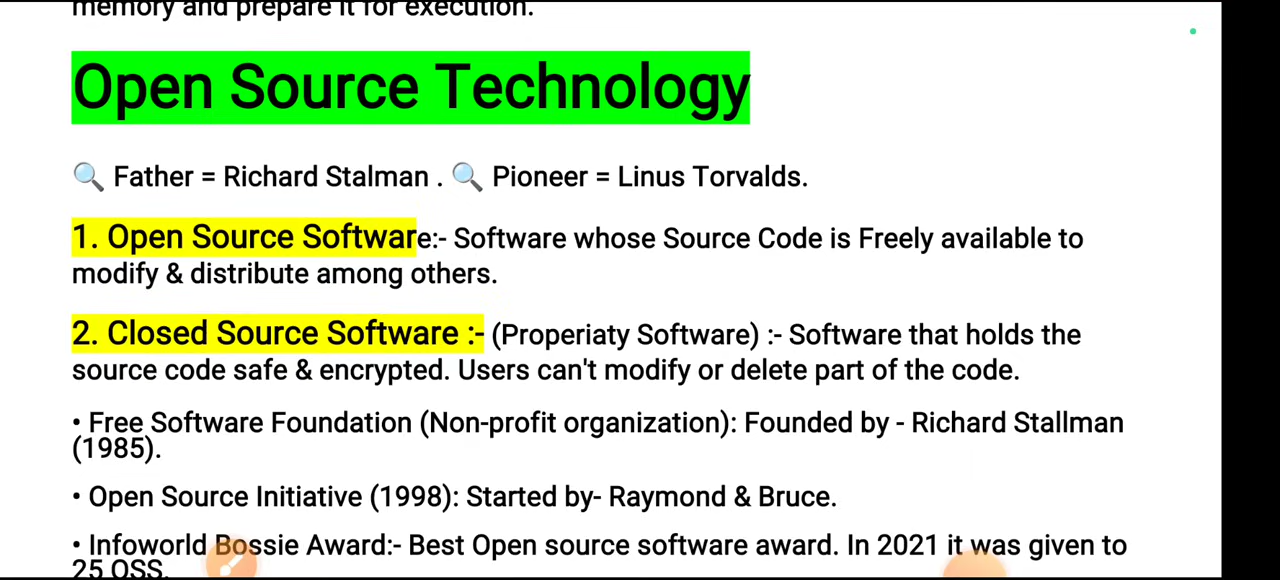 memory and prepare it for execution.
Open Source Technology
🔍 Father = Richard Stalman . 🔍 Pioneer = Linus Torvalds.
1. Open Source Software:- Software whose Source Code is Freely available to
modify & distribute among others.
2. Closed Source Software :- (Properiaty Software) :- Software that holds the
source code safe & encrypted. Users can't modify or delete part of the code.
• Free Software Foundation (Non-profit organization): Founded by - Richard Stallman
(1985).
• Open Source Initiative (1998): Started by- Raymond & Bruce.
• Infoworld Bossie Award:- Best Open source software award. In 2021 it was given to
25 OSS.